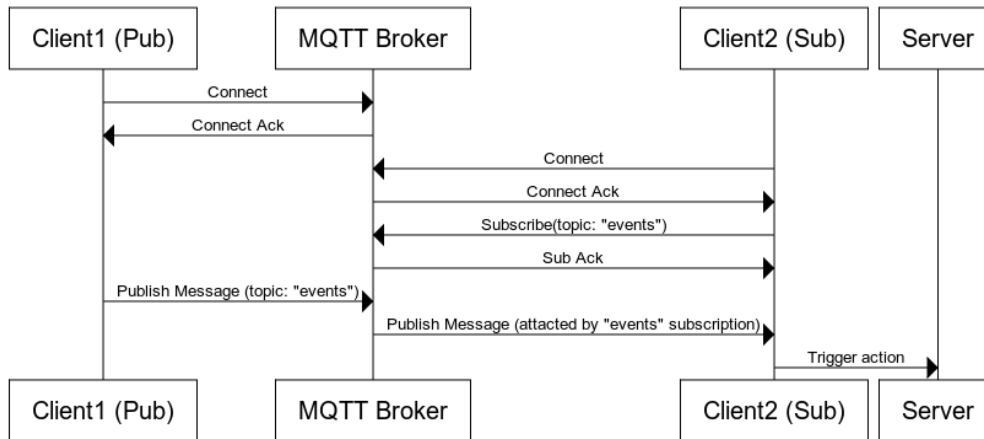 Client1 (Pub)
MQTT Broker
Client2 (Sub)
Server
Connect
Connect Ack
Connect
Connect Ack
Subscribe(topic: "events")
Sub Ack
Publish Message (topic: "events")
Publish Message (attacted by "events" subscription)
Trigger action
Client1 (Pub)
MQTT Broker
Client2 (Sub)
Server